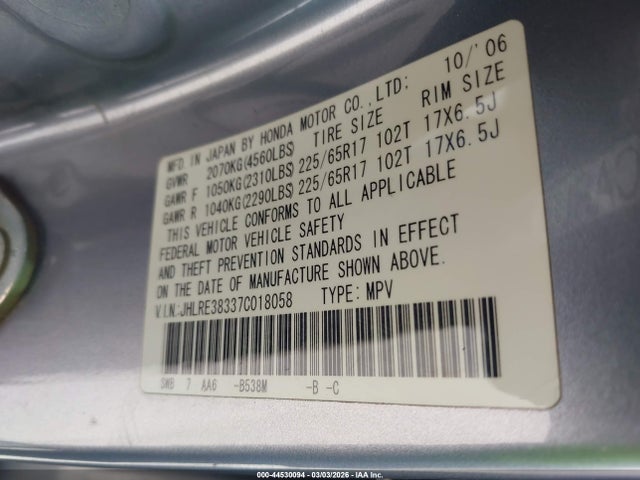 MFD. IN JAPAN BY HONDA MOTOR CO.,LTD: 10/'06
GVWR 2070KG(4560LBS) TIRE SIZE RIM SIZE
GAWR F 1050KG(2310LBS) 225/65R17 102T 17X6.5J
GAWR R 1040KG(2290LBS) 225/65R17 102T 17X6.5J
THIS VEHICLE CONFORMS TO ALL APPLICABLE
FEDERAL MOTOR VEHICLE SAFETY
AND THEFT PREVENTION STANDARDS IN EFFECT
ON THE DATE OF MANUFACTURE SHOWN ABOVE.
V.I.N.:JHLRE38337C018058 TYPE: MPV
SWB 7 AA6 -B538M -B -C
000-44530094 - 03/03/2026 - IAA Inc.